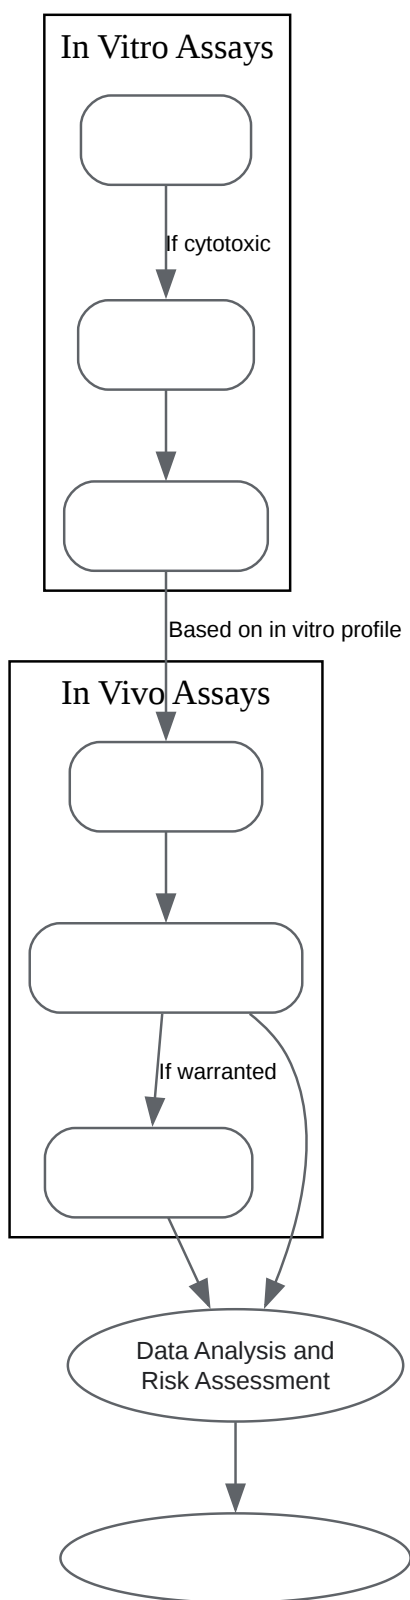 In Vitro Assays
If cytotoxic
Based on in vitro profile
In Vivo Assays
If warranted
Data Analysis and
Risk Assessment